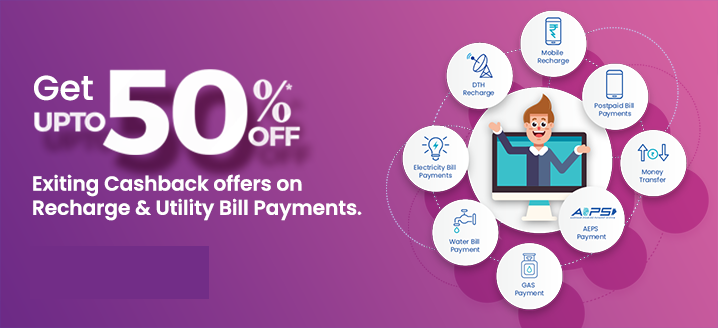 Get
UPTO 50%* OFF
Exiting Cashback offers on
Recharge & Utility Bill Payments.
Mobile
Recharge
DTH
Recharge
Postpaid Bill
Payments
Electricity Bill
Payments
Money
Transfer
AEPS
AEPS
Payment
Water Bill
Payment
GAS
Payment